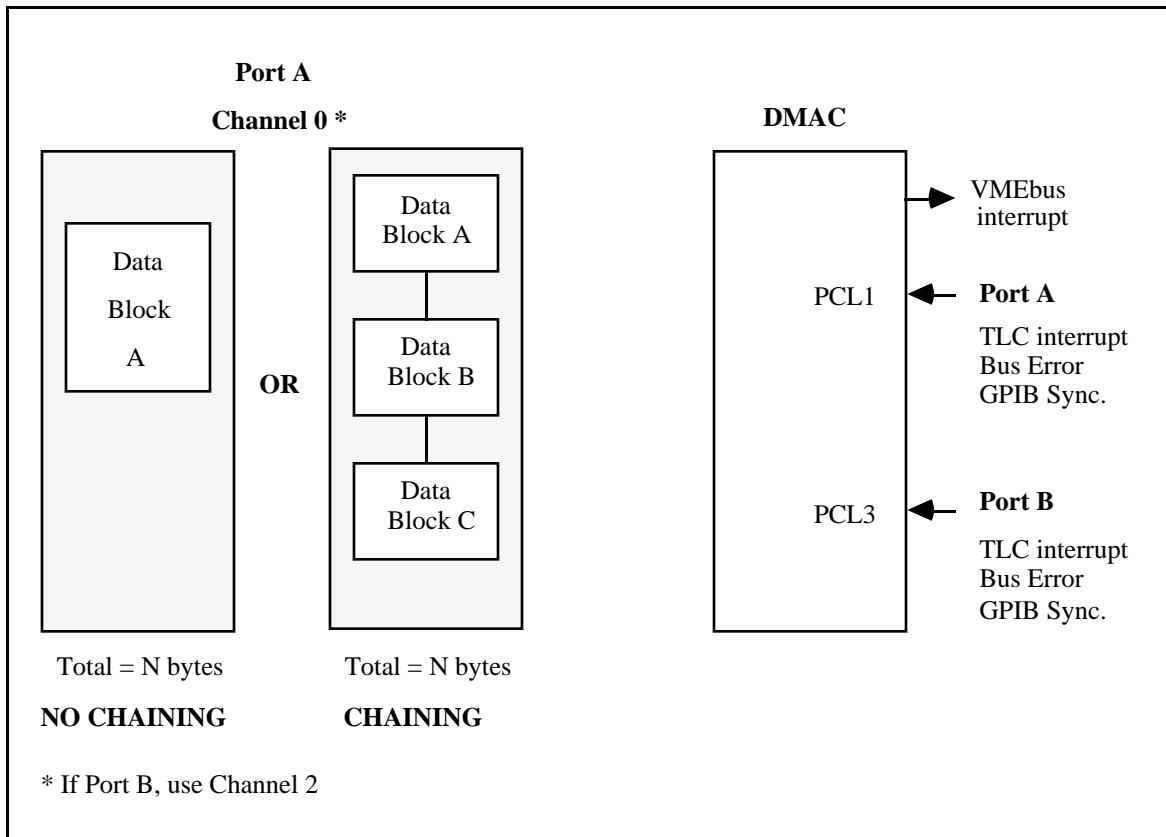 Port A
Channel 0 *
Data
Block
A
Total = N bytes
NO CHAINING
OR
Data
Block A
Data
Block B
Data
Block C
Total = N bytes
CHAINING
* If Port B, use Channel 2
DMAC
VMEbus
interrupt
PCL1
Port A
TLC interrupt
Bus Error
GPIB Sync.
PCL3
Port B
TLC interrupt
Bus Error
GPIB Sync.